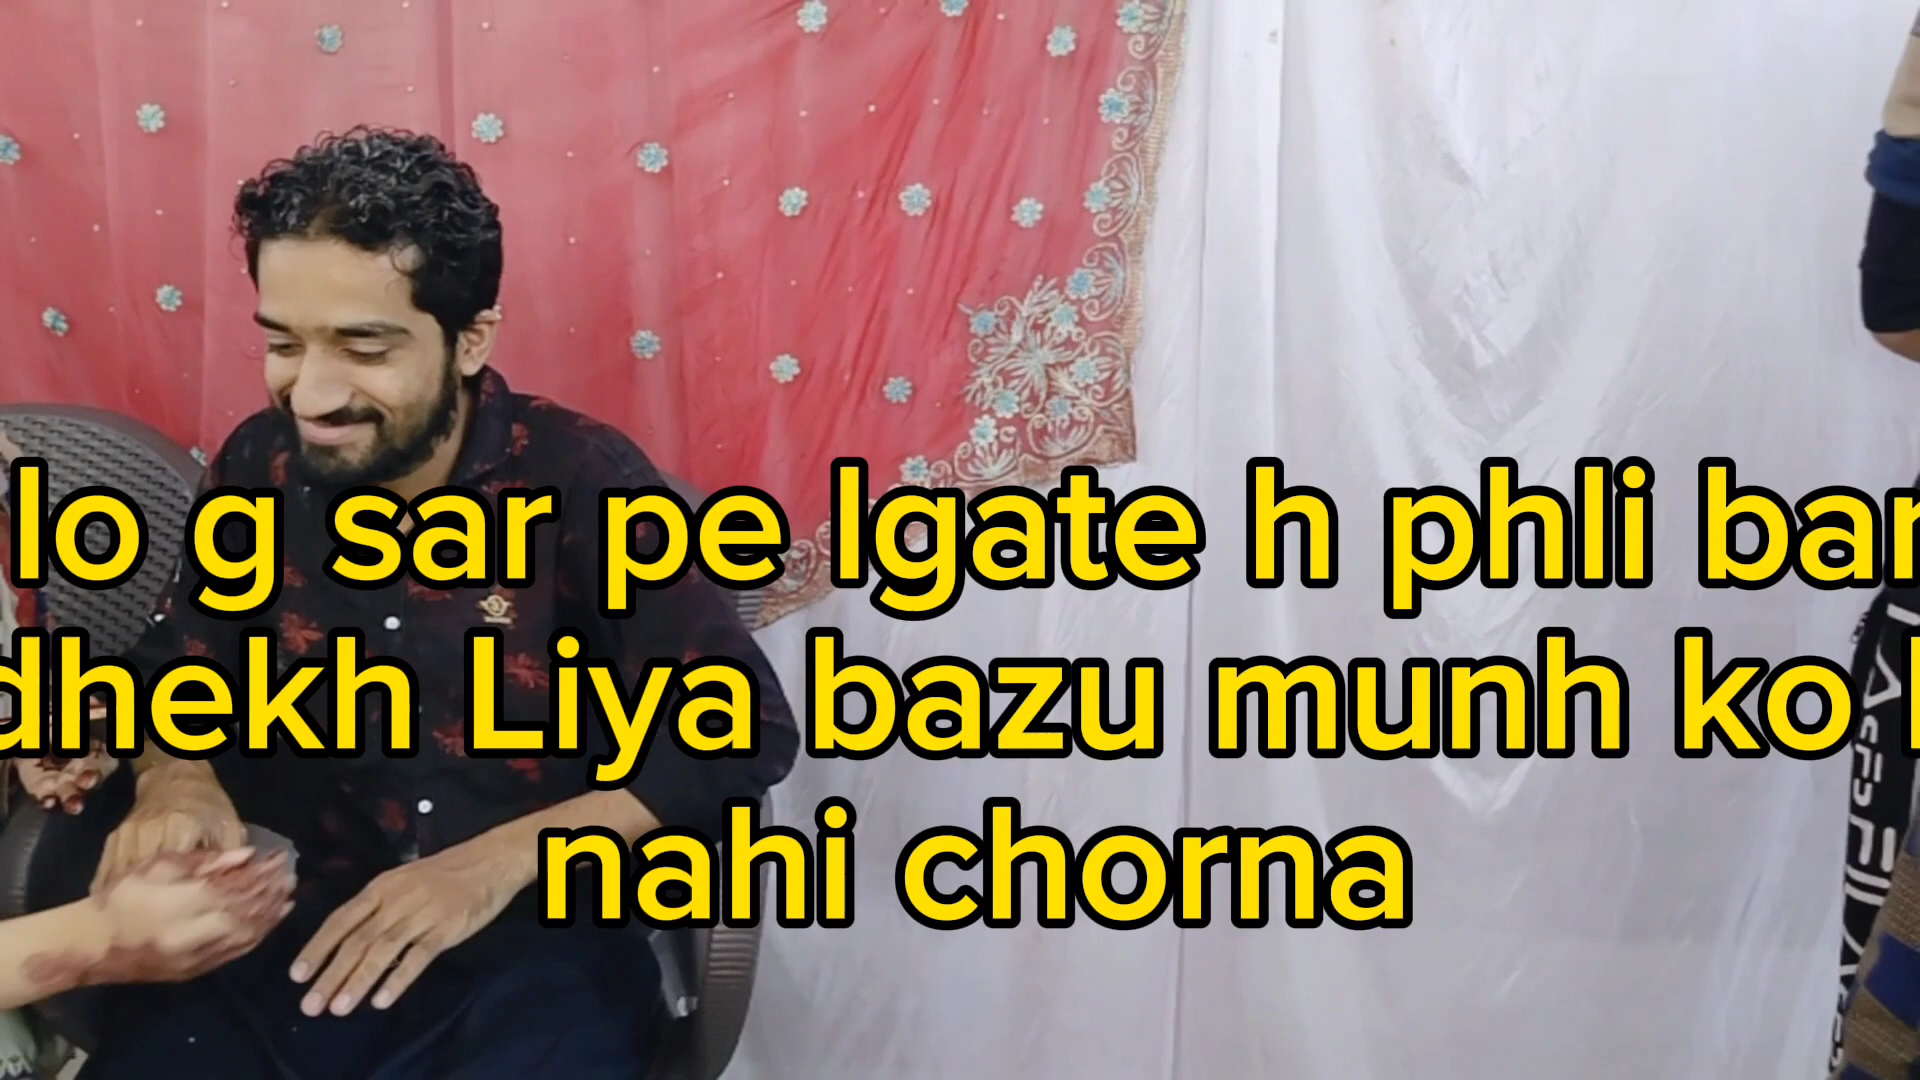 lo g sar pe lgate h phli bar
dhekh Liya bazu munh ko
nahi chorna